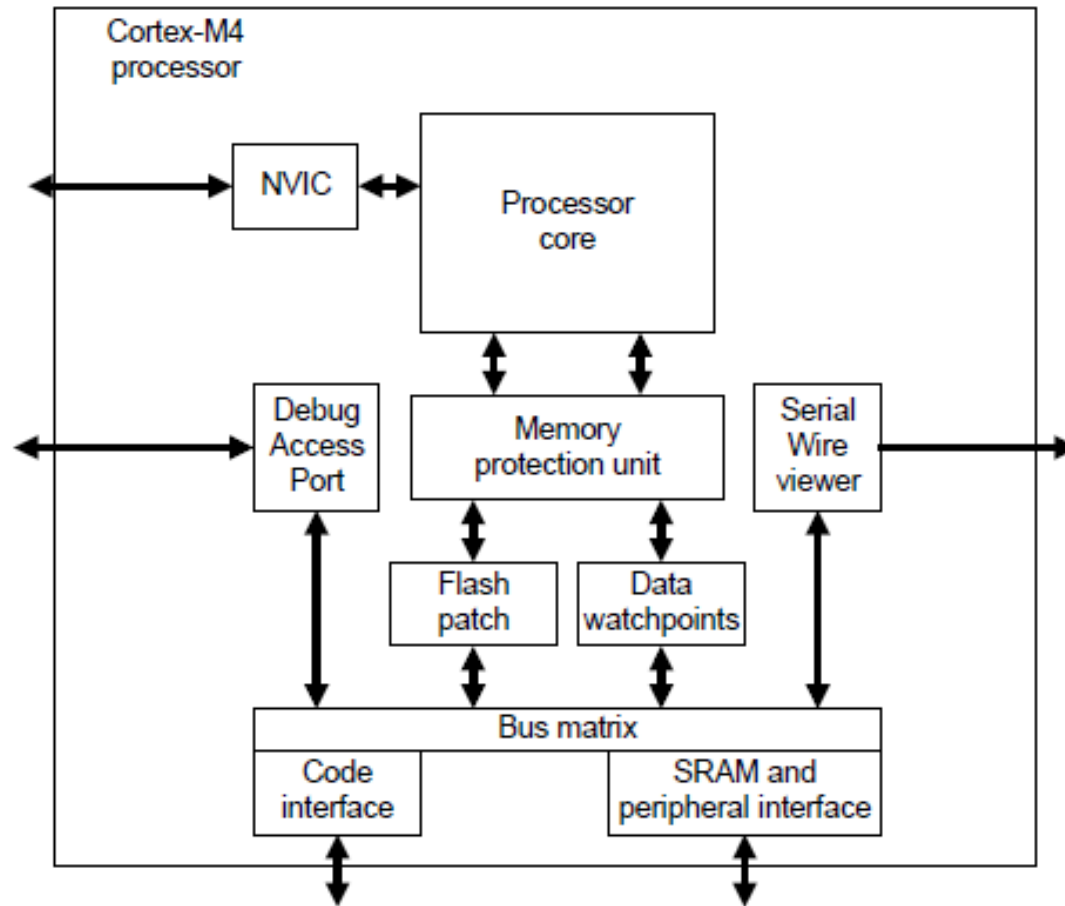 Cortex-M4
processor
NVIC
Processor
core
Debug
Access
Port
Memory
protection unit
Serial
Wire
viewer
Flash
patch
Data
watchpoints
Bus matrix
Code
interface
SRAM and
peripheral interface